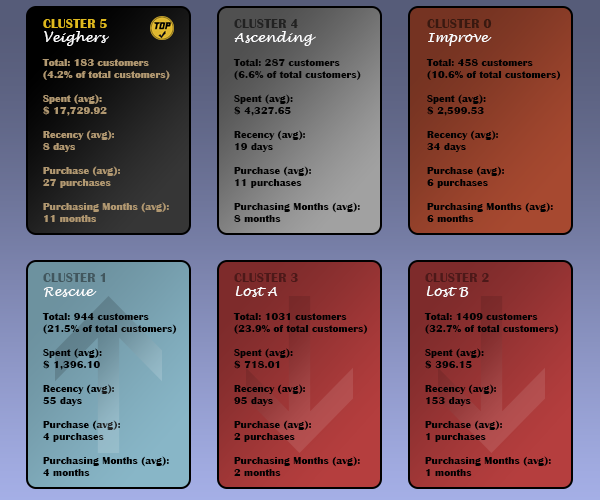 CLUSTER 5
Veighers
TOP
Total: 183 customers
(4.2% of total customers)
Spent (avg):
$ 17,729.92
Recency (avg):
8 days
Purchase (avg):
27 purchases
Purchasing Months (avg):
11 months
CLUSTER 4
Ascending
Total: 287 customers
(6.6% of total customers)
Spent (avg):
$ 4,327.65
Recency (avg):
19 days
Purchase (avg):
11 purchases
Purchasing Months (avg):
8 months
CLUSTER 0
Improve
Total: 458 customers
(10.6% of total customers)
Spent (avg):
$ 2,599.53
Recency (avg):
34 days
Purchase (avg):
6 purchases
Purchasing Months (avg):
6 months
CLUSTER 1
Rescue
Total: 944 customers
(21.5% of total customers)
Spent (avg):
$ 1,396.10
Recency (avg):
55 days
Purchase (avg):
4 purchases
Purchasing Months (avg):
4 months
CLUSTER 3
Lost A
Total: 1031 customers
(23.9% of total customers)
Spent (avg):
$ 718.01
Recency (avg):
95 days
Purchase (avg):
2 purchases
Purchasing Months (avg):
2 months
CLUSTER 2
Lost B
Total: 1409 customers
(32.7% of total customers)
Spent (avg):
$ 396.15
Recency (avg):
153 days
Purchase (avg):
1 purchases
Purchasing Months (avg):
1 months